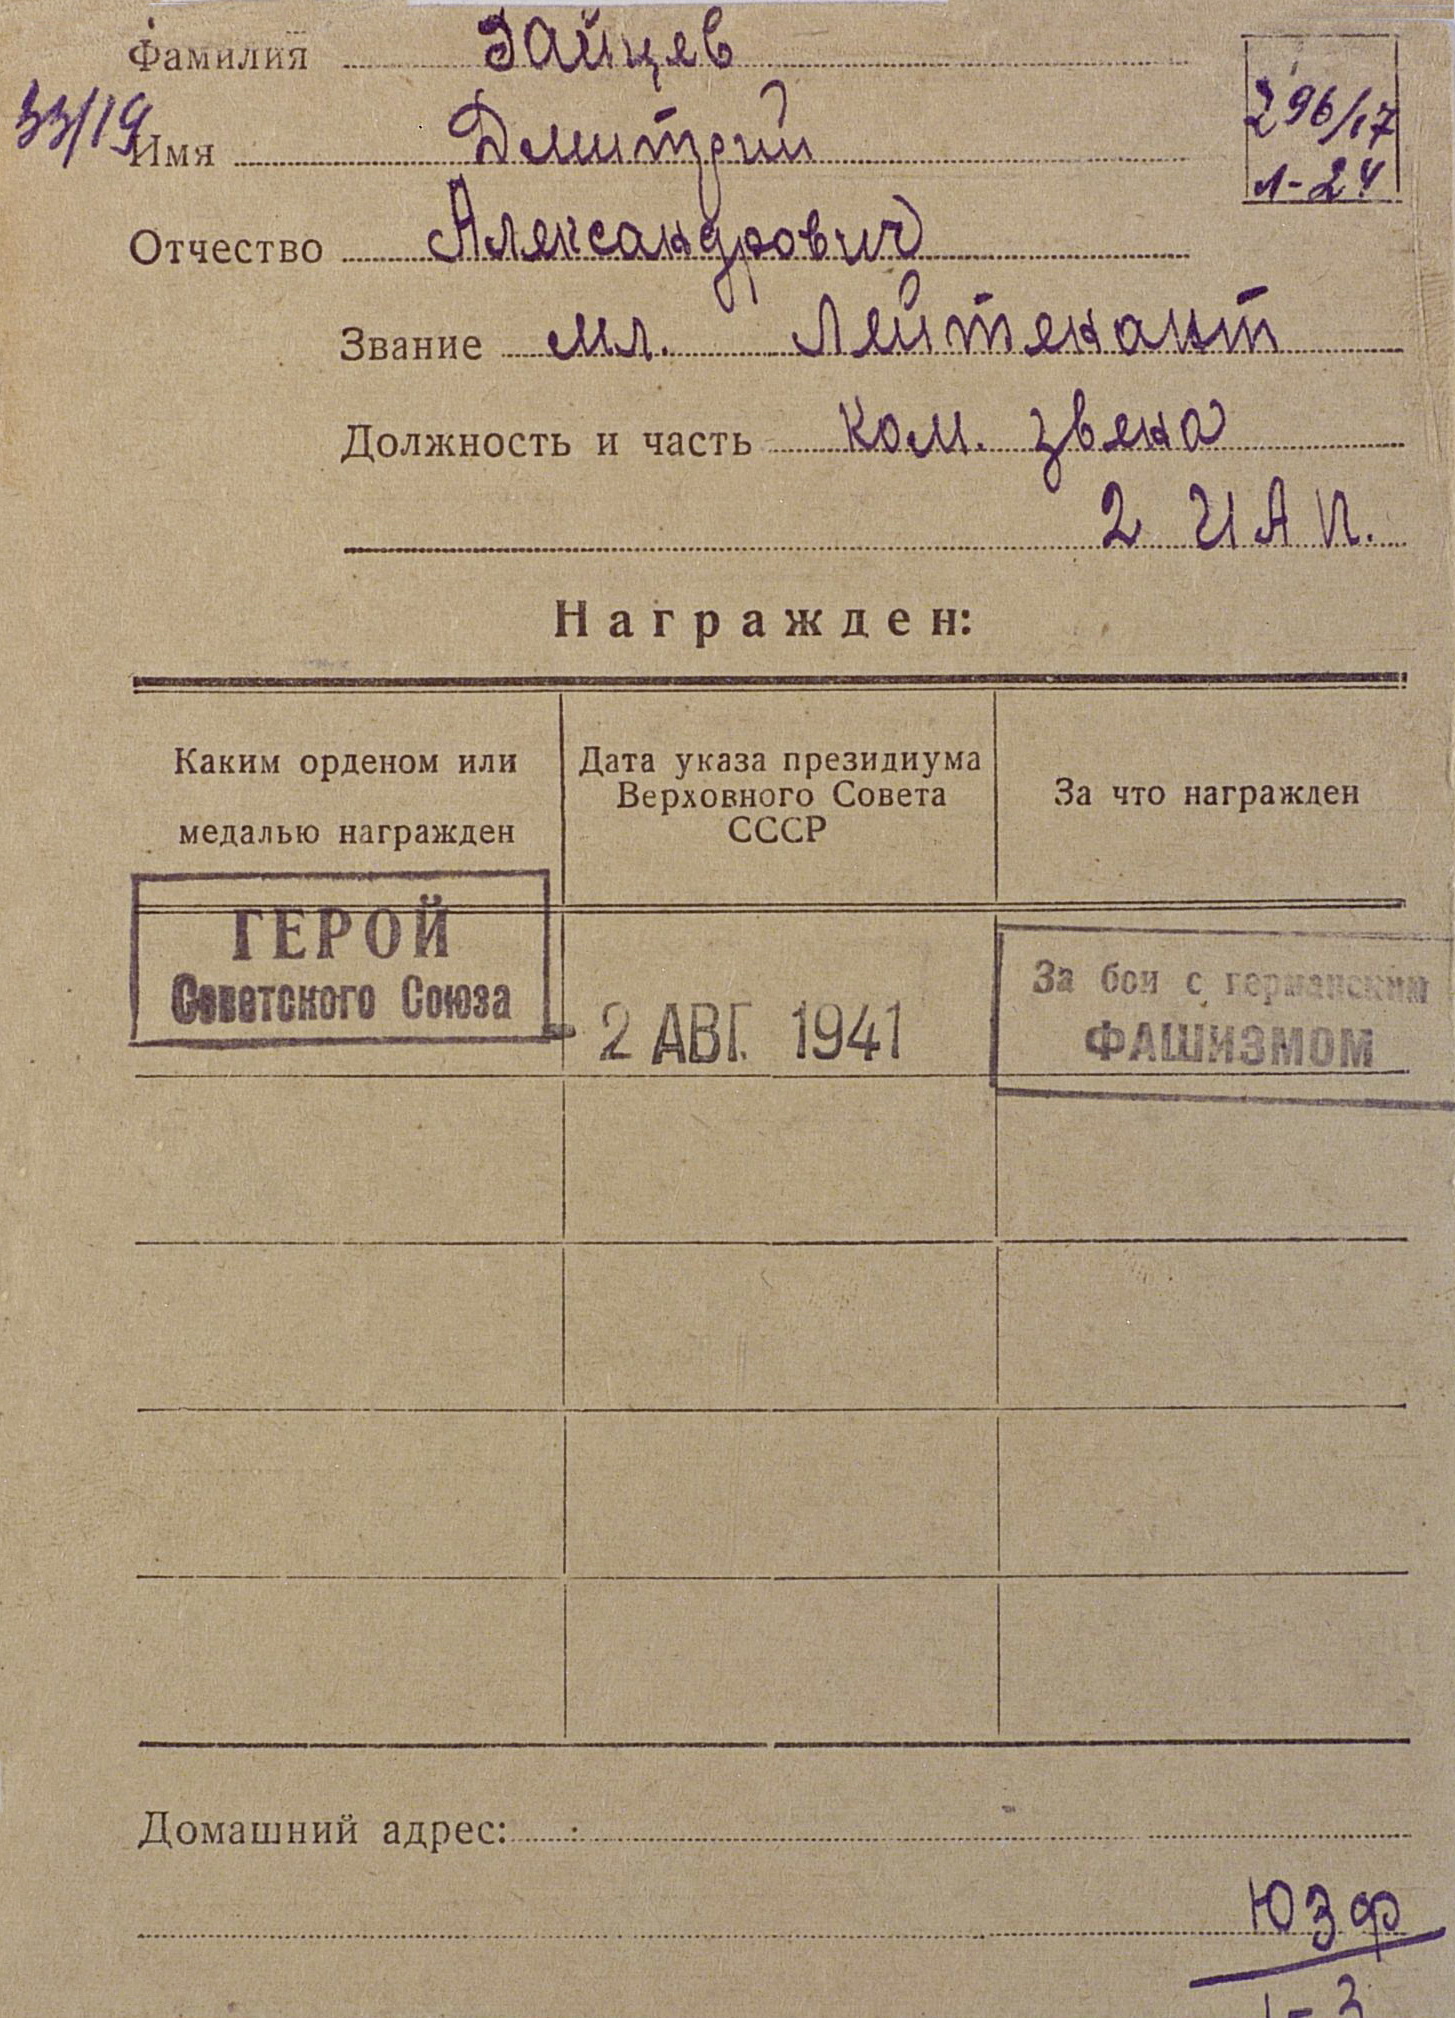 Фамилия Зайцев
33/19
296/17
л-24
Имя Дмитрий
Отчество Александрович
Звание мл. лейтенант
Должность и часть ком. звена
2 ИАП.
Награжден:
Каким орденом или
медалью награжден
Дата указа президиума
Верховного Совета
СССР
За что награжден
ГЕРОЙ
Советского Союза
- 2 АВГ. 1941
За бои с германским
ФАШИЗМОМ
Домашний адрес:
ЮЗФ
1-3